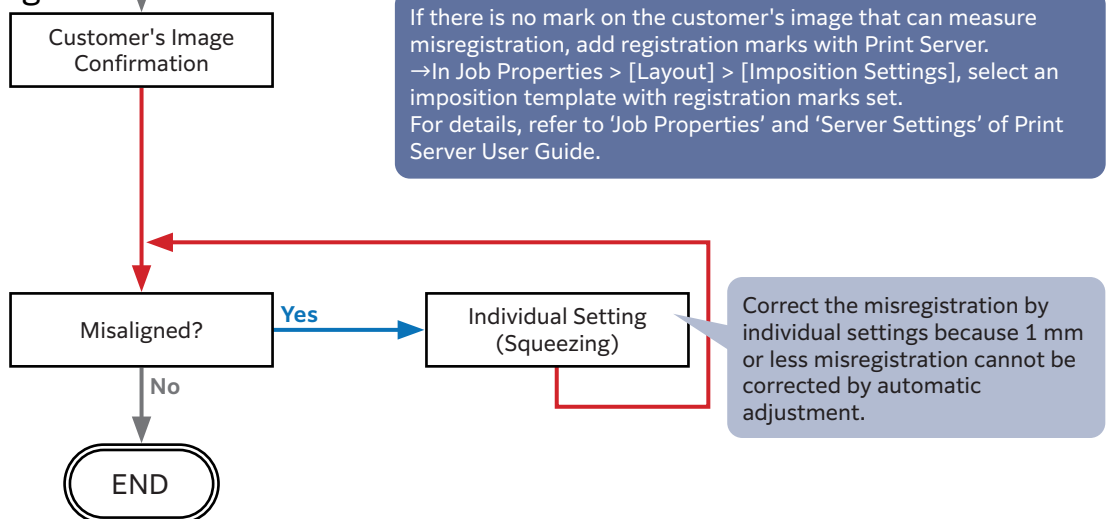 Customer's Image
Confirmation
If there is no mark on the customer's image that can measure
misregistration, add registration marks with Print Server.
→In Job Properties > [Layout] > [Imposition Settings], select an
imposition template with registration marks set.
For details, refer to ‘Job Properties’ and ‘Server Settings’ of Print
Server User Guide.
Misaligned?
Yes
Individual Setting
(Squeezing)
Correct the misregistration by
individual settings because 1 mm
or less misregistration cannot be
corrected by automatic
adjustment.
No
END